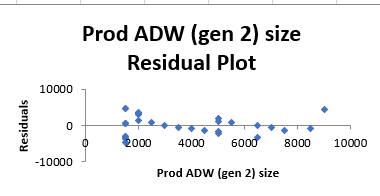 Prod ADW (gen 2) size
Residual Plot
10000
0
-10000
Residuals
0 2000 4000 6000 8000 10000
Prod ADW (gen 2) size